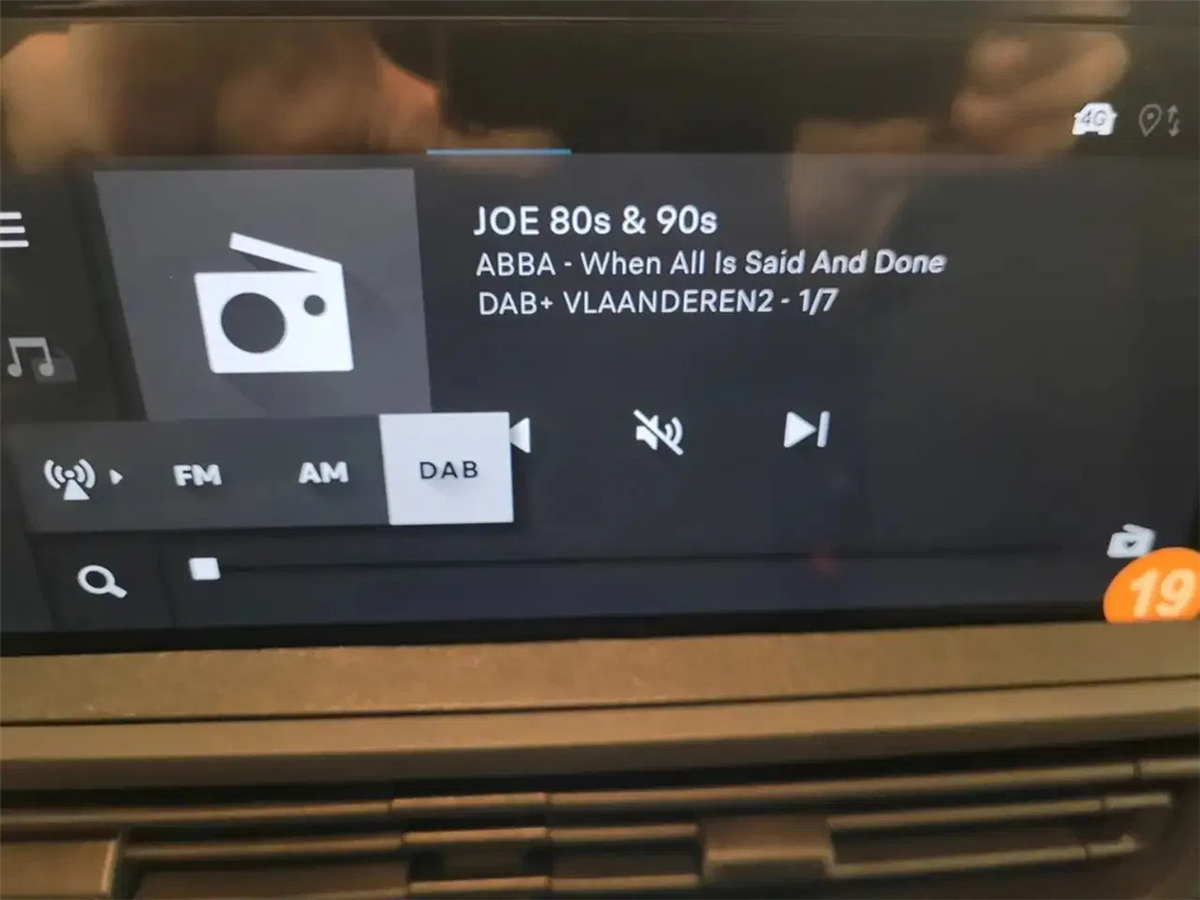 4G
JOE 80s & 90s
ABBA - When All Is Said And Done
DAB+ VLAANDEREN2 - 1/7
FM AM DAB
19